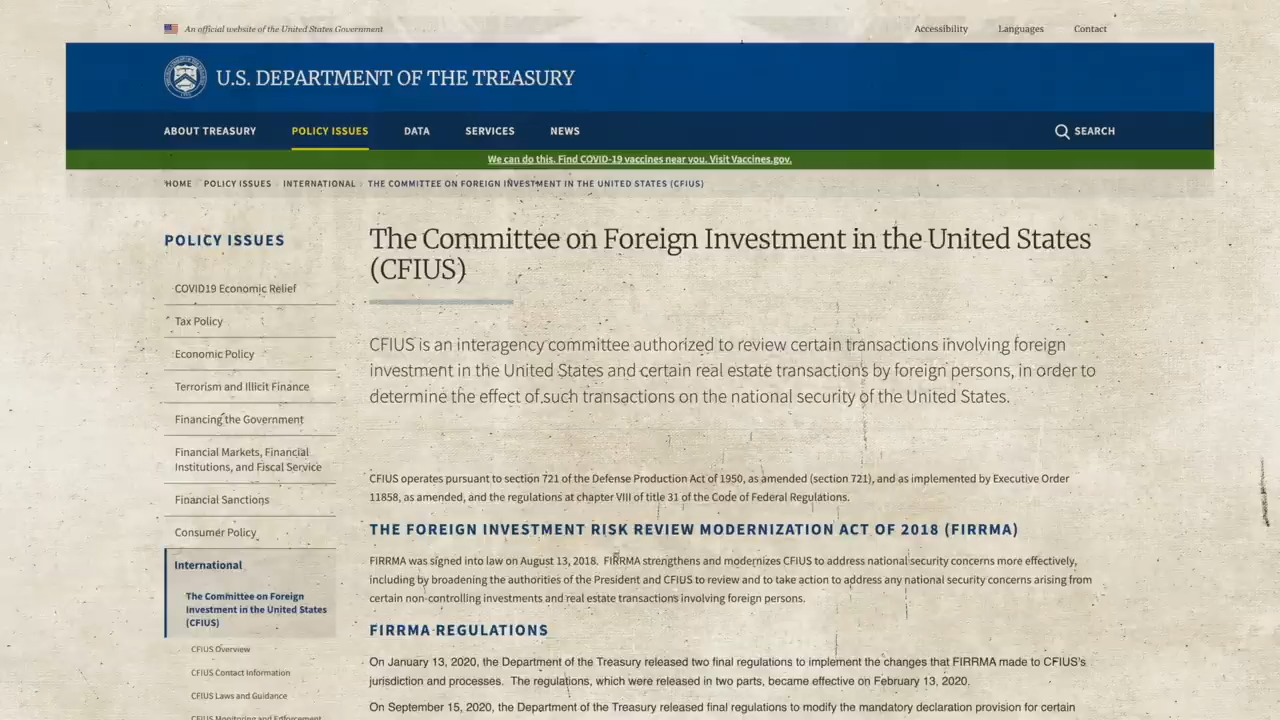 An official website of the United States Government
Accessibility Languages Contact
U.S. DEPARTMENT OF THE TREASURY
ABOUT TREASURY POLICY ISSUES DATA SERVICES NEWS SEARCH
We can do this. Find COVID-19 vaccines near you. Visit Vaccines.gov.
HOME POLICY ISSUES INTERNATIONAL THE COMMITTEE ON FOREIGN INVESTMENT IN THE UNITED STATES (CFIUS)
POLICY ISSUES
COVID19 Economic Relief
Tax Policy
Economic Policy
Terrorism and Illicit Finance
Financing the Government
Financial Markets, Financial
Institutions, and Fiscal Service
Financial Sanctions
Consumer Policy
International
The Committee on Foreign
Investment in the United States
(CFIUS)
CFIUS Overview
CFIUS Contact Information
CFIUS Laws and Guidance
CFIUS Monitoring and Enforcement
The Committee on Foreign Investment in the United States
(CFIUS)
CFIUS is an interagency committee authorized to review certain transactions involving foreign
investment in the United States and certain real estate transactions by foreign persons, in order to
determine the effect of such transactions on the national security of the United States.
CFIUS operates pursuant to section 721 of the Defense Production Act of 1950, as amended (section 721), and as implemented by Executive Order
11858, as amended, and the regulations at chapter VIII of title 31 of the Code of Federal Regulations.
THE FOREIGN INVESTMENT RISK REVIEW MODERNIZATION ACT OF 2018 (FIRRMA)
FIRRMA was signed into law on August 13, 2018. FIRRMA strengthens and modernizes CFIUS to address national security concerns more effectively,
including by broadening the authorities of the President and CFIUS to review and to take action to address any national security concerns arising from
certain non-controlling investments and real estate transactions involving foreign persons.
FIRRMA REGULATIONS
On January 13, 2020, the Department of the Treasury released two final regulations to implement the changes that FIRRMA made to CFIUS's
jurisdiction and processes. The regulations, which were released in two parts, became effective on February 13, 2020.
On September 15, 2020, the Department of the Treasury released final regulations to modify the mandatory declaration provision for certain